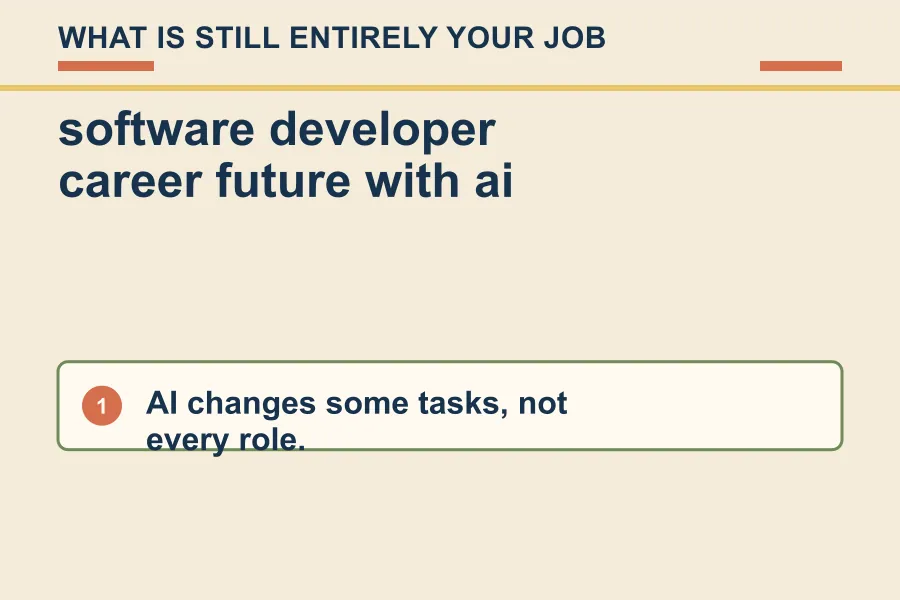 WHAT IS STILL ENTIRELY YOUR JOB
software developer
career future with ai
1
AI changes some tasks, not
every role.